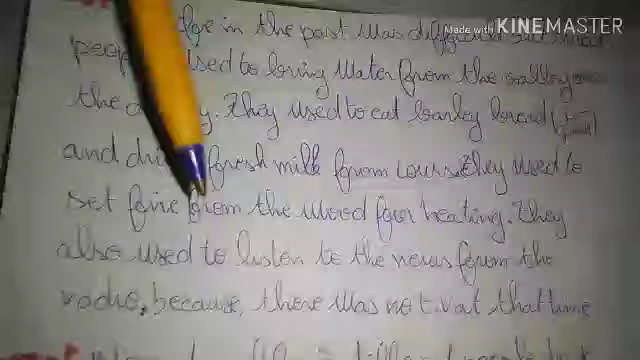 Made with KINEMASTER
life in the past was difficult
people used to bring water from the valley
the d y. They used to eat barley bread (
and drink fresh milk from cows. they used to
set fire from the wood for heating. They
also used to listen to the news from the
radio, because, there was not t.v at that time